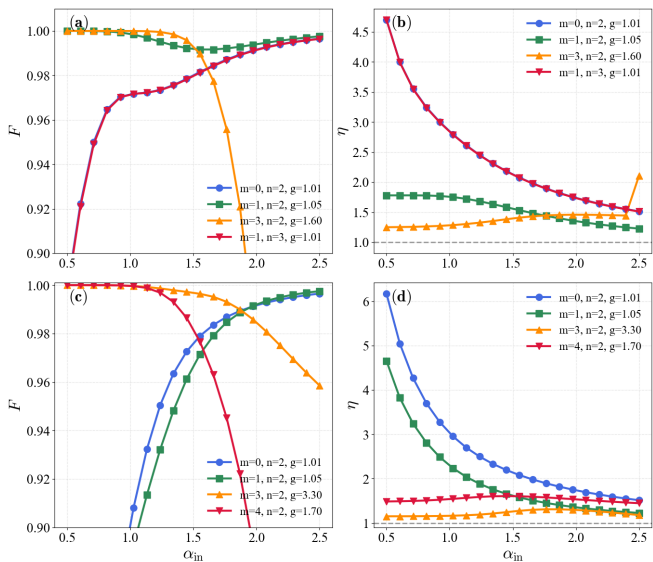 (a)
1.00
0.98
0.96
0.94
0.92
0.90
F
m=0, n=2, g=1.01
m=1, n=2, g=1.05
m=3, n=2, g=1.60
m=1, n=3, g=1.01
0.5 1.0 1.5 2.0 2.5
(b)
4.5
4.0
3.5
3.0
2.5
2.0
1.5
1.0
η
m=0, n=2, g=1.01
m=1, n=2, g=1.05
m=3, n=2, g=1.60
m=1, n=3, g=1.01
0.5 1.0 1.5 2.0 2.5
(c)
1.00
0.98
0.96
0.94
0.92
0.90
F
m=0, n=2, g=1.01
m=1, n=2, g=1.05
m=3, n=2, g=3.30
m=4, n=2, g=1.70
0.5 1.0 1.5 2.0 2.5
αin
(d)
6
5
4
3
2
1
η
m=0, n=2, g=1.01
m=1, n=2, g=1.05
m=3, n=2, g=3.30
m=4, n=2, g=1.70
0.5 1.0 1.5 2.0 2.5
αin